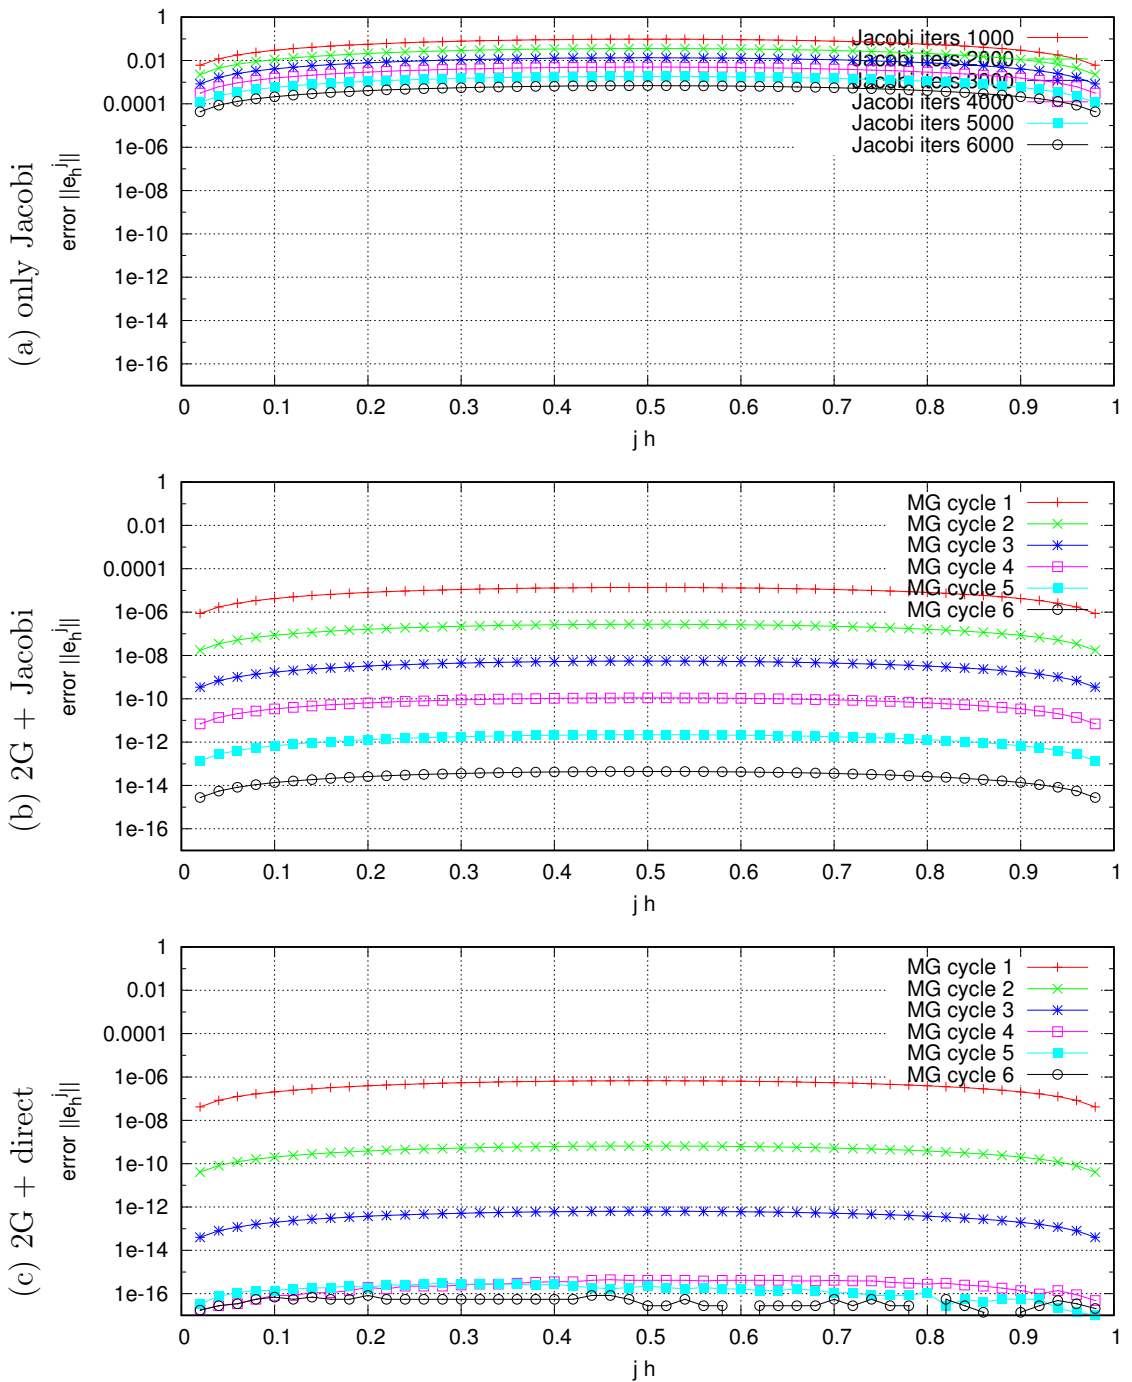 (a) only Jacobi
error ||e_h^j||
1
0.01
0.0001
1e-06
1e-08
1e-10
1e-12
1e-14
1e-16
0 0.1 0.2 0.3 0.4 0.5 0.6 0.7 0.8 0.9 1
j h
Jacobi iters 1000
Jacobi iters 2000
Jacobi iters 3000
Jacobi iters 4000
Jacobi iters 5000
Jacobi iters 6000
(b) 2G + Jacobi
error ||e_h^j||
1
0.01
0.0001
1e-06
1e-08
1e-10
1e-12
1e-14
1e-16
0 0.1 0.2 0.3 0.4 0.5 0.6 0.7 0.8 0.9 1
j h
MG cycle 1
MG cycle 2
MG cycle 3
MG cycle 4
MG cycle 5
MG cycle 6
(c) 2G + direct
error ||e_h^j||
1
0.01
0.0001
1e-06
1e-08
1e-10
1e-12
1e-14
1e-16
0 0.1 0.2 0.3 0.4 0.5 0.6 0.7 0.8 0.9 1
j h
MG cycle 1
MG cycle 2
MG cycle 3
MG cycle 4
MG cycle 5
MG cycle 6